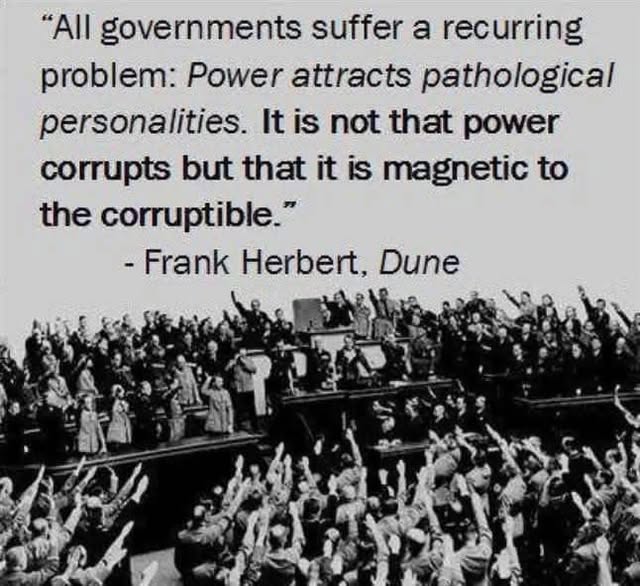 “All governments suffer a recurring
problem: Power attracts pathological
personalities. It is not that power
corrupts but that it is magnetic to
the corruptible.”
- Frank Herbert, Dune